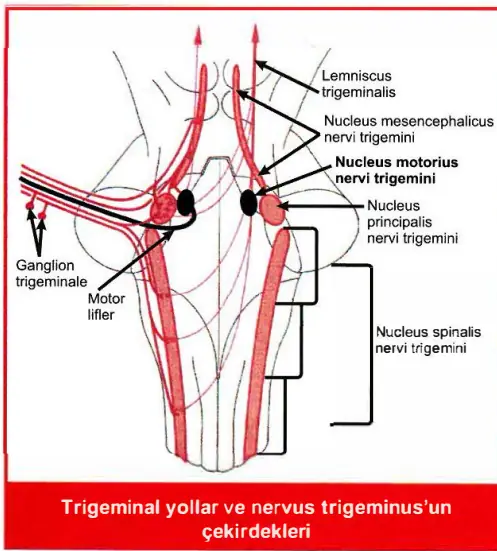 Lemniscus
trigeminalis
Nucleus mesencephalicus
nervi trigemini
Nucleus motorius
nervi trigemini
Nucleus
principalis
nervi trigemini
Ganglion
trigeminale
Motor
lifler
Nucleus spinalis
nervi trigemini
Trigeminal yollar ve nervus trigeminus'un
çekirdekleri